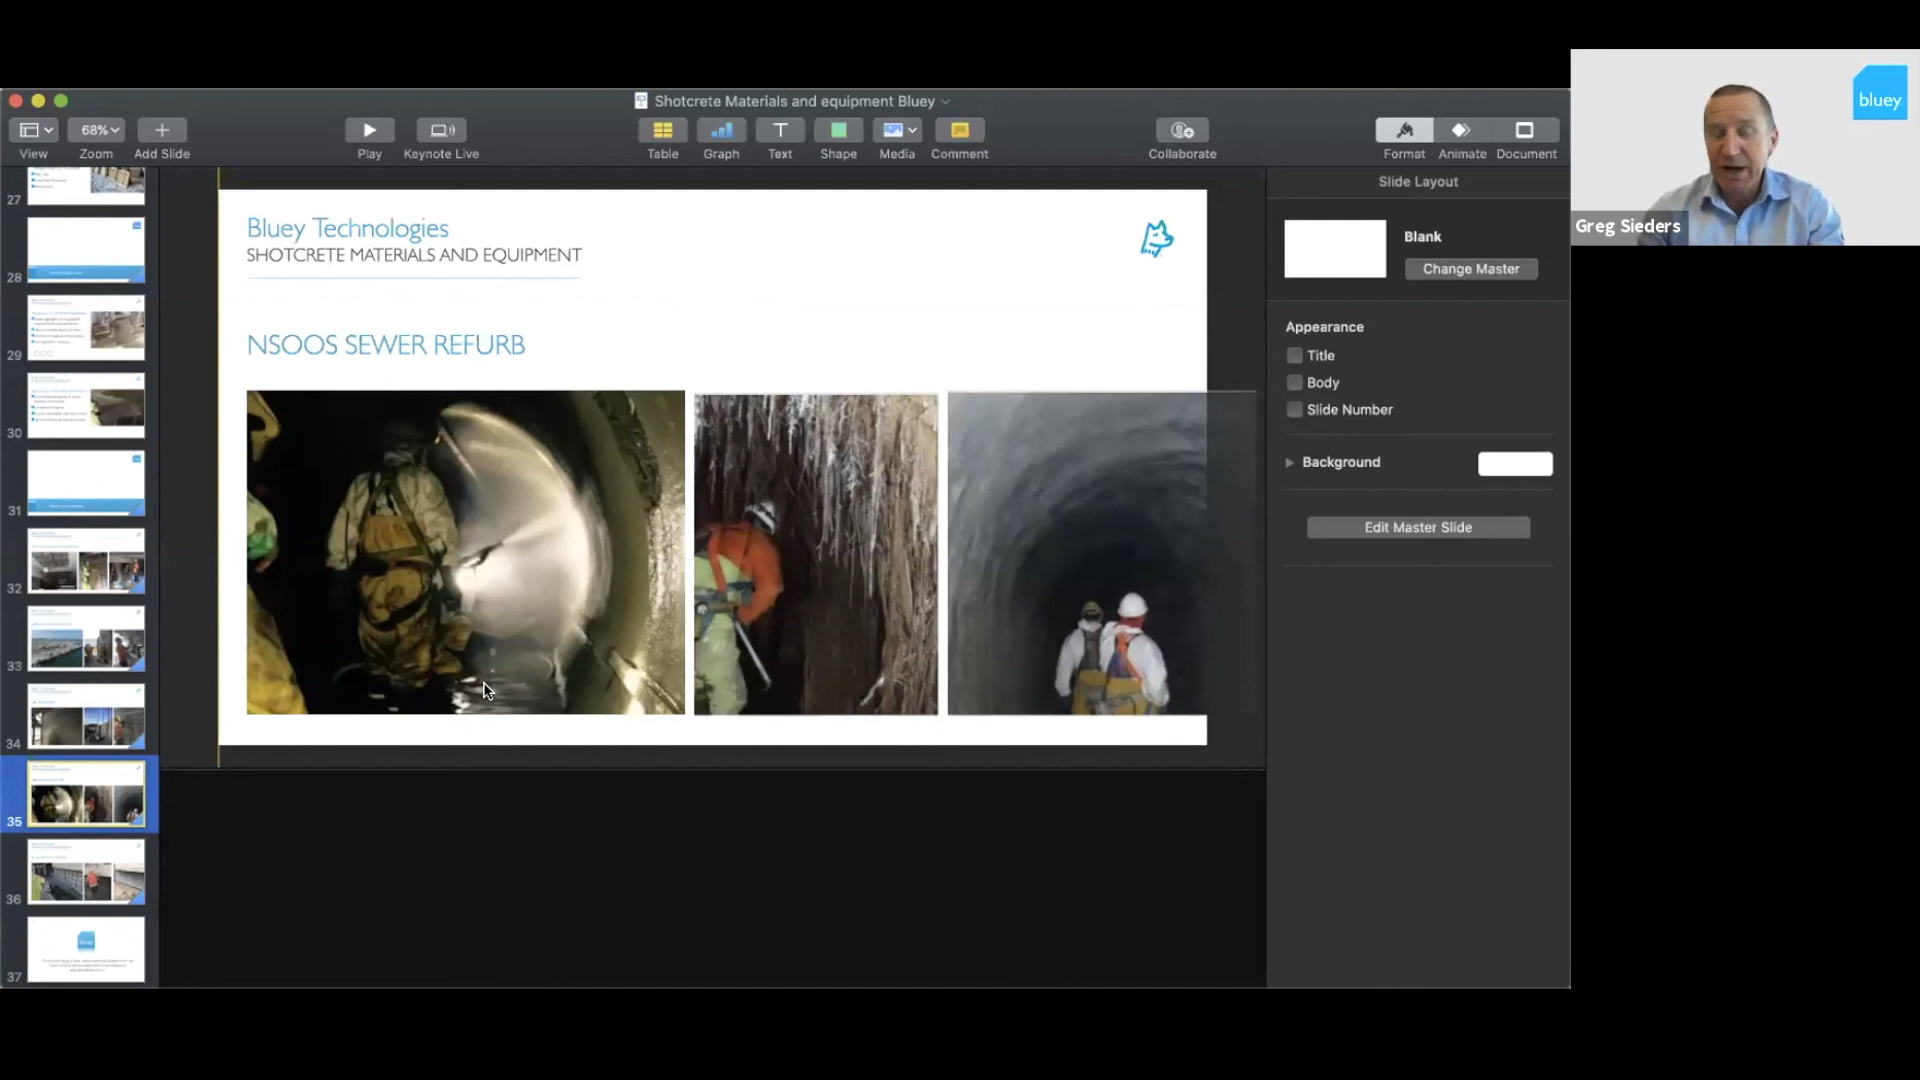 Shotcrete Materials and equipment Bluey
68%
View
Zoom
Add Slide
Play
Keynote Live
Table
Graph
Text
Shape
Media
Comment
Collaborate
Format
Animate
Document
bluey
Greg Sieders
27
28
29
30
31
32
33
34
35
36
37
Bluey Technologies
SHOTCRETE MATERIALS AND EQUIPMENT
NSOOS SEWER REFURB
Slide Layout
Blank
Change Master
Appearance
Title
Body
Slide Number
Background
Edit Master Slide